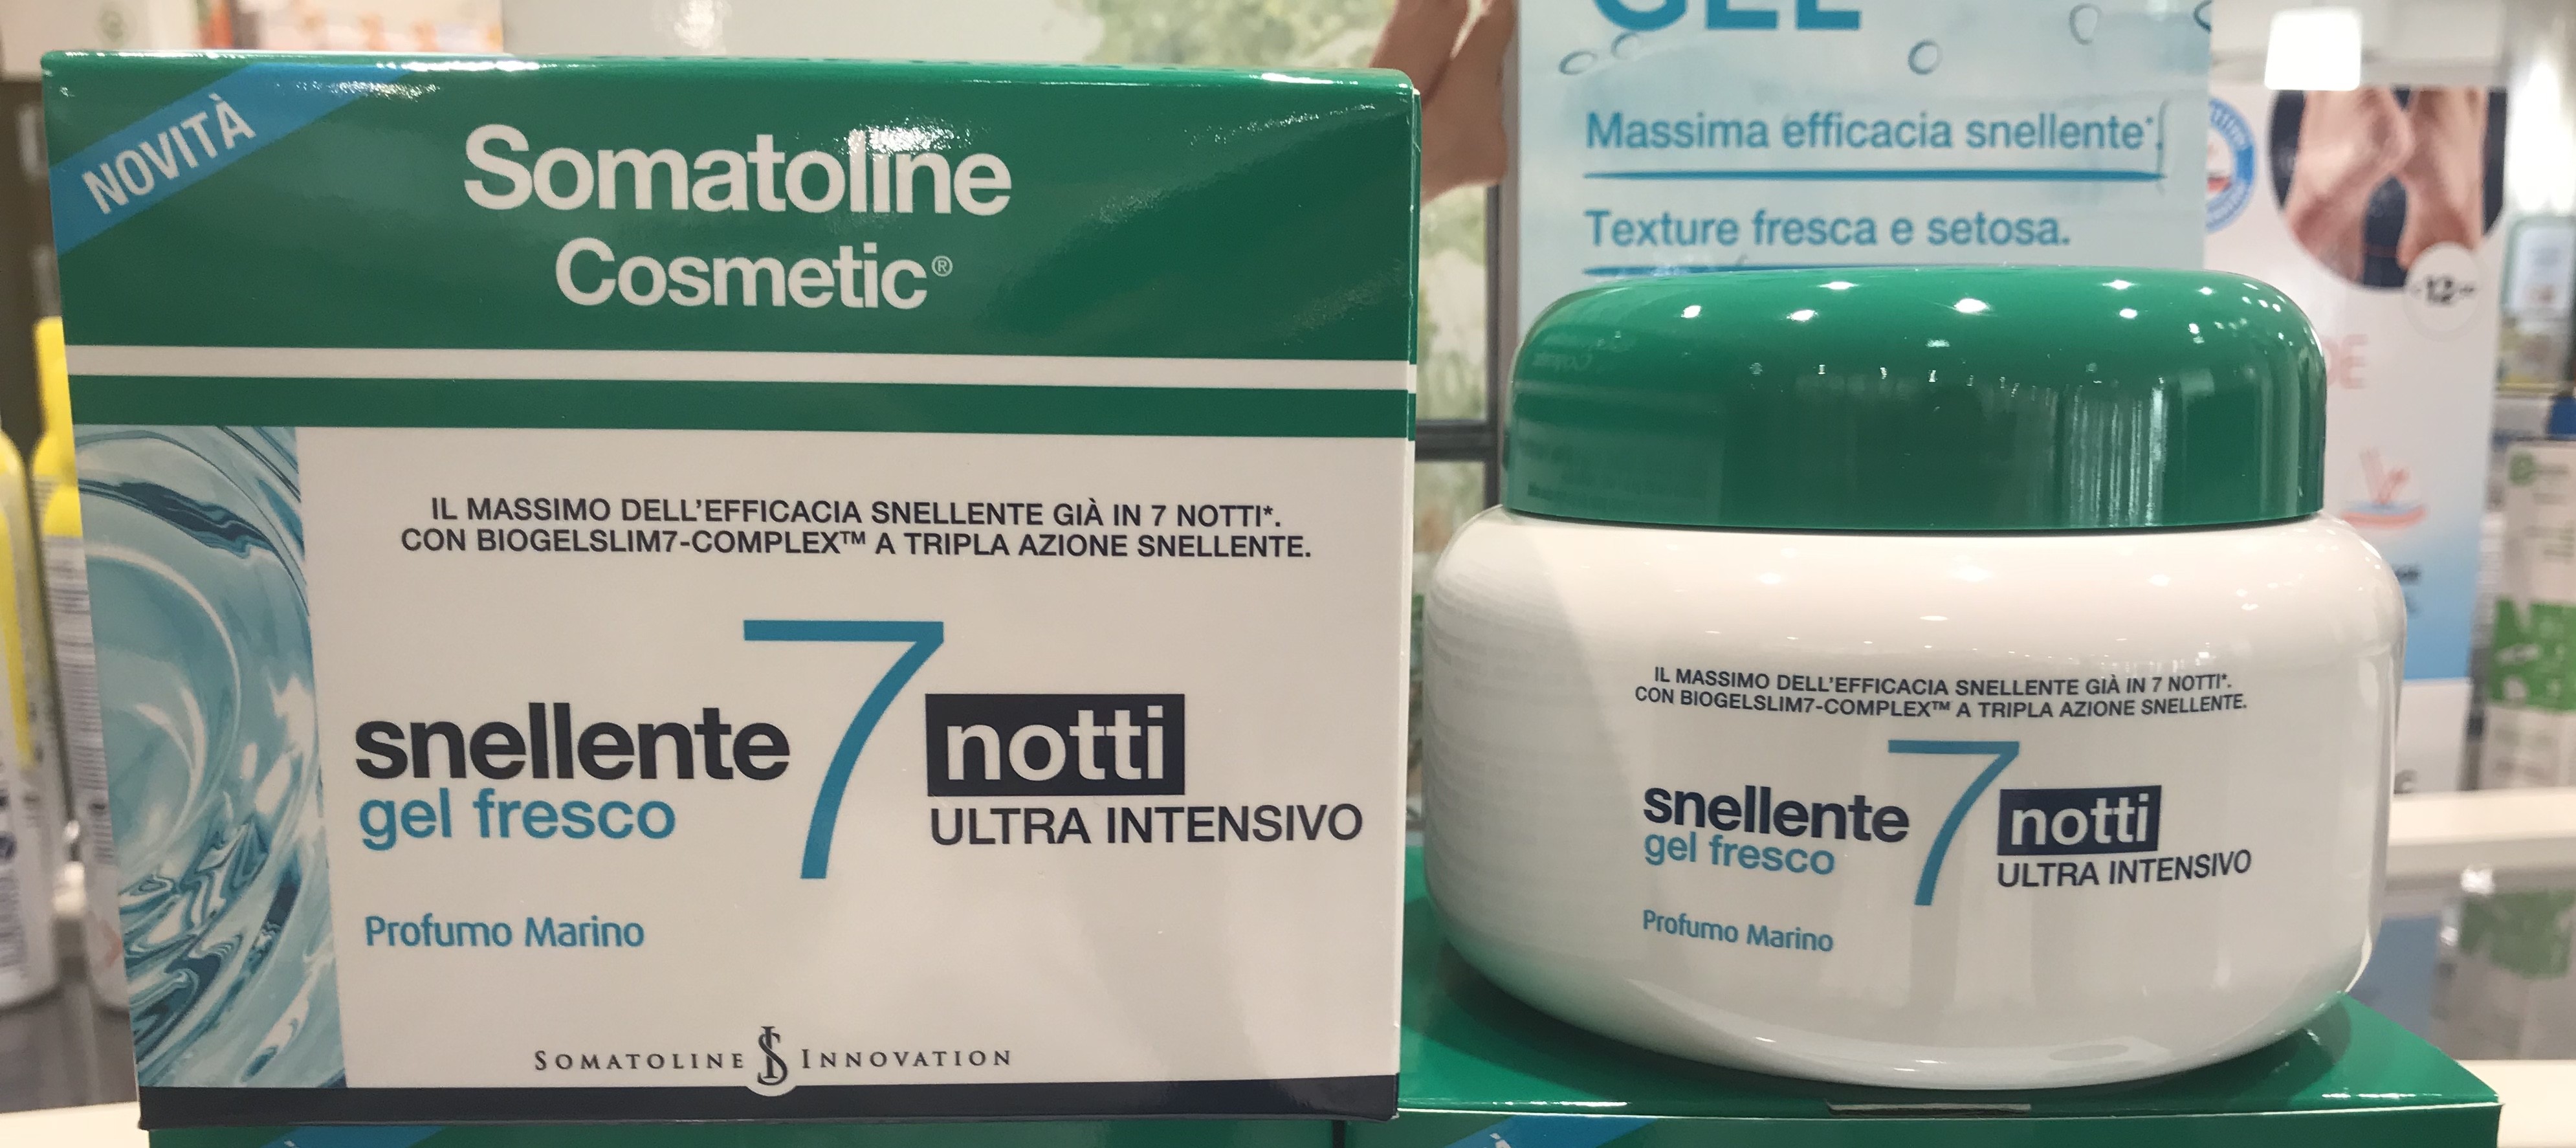 NOVITÀ
Somatoline
Cosmetic®
IL MASSIMO DELL'EFFICACIA SNELLENTE GIÀ IN 7 NOTTI*.
CON BIOGELSLIM7-COMPLEX™ A TRIPLA AZIONE SNELLENTE.
snellente 7 notti
gel fresco ULTRA INTENSIVO
Profumo Marino
SOMATOLINE SI INNOVATION
GEL
Massima efficacia snellente*.
Texture fresca e setosa.
IL MASSIMO DELL'EFFICACIA SNELLENTE GIÀ IN 7 NOTTI*.
CON BIOGELSLIM7-COMPLEX™ A TRIPLA AZIONE SNELLENTE.
snellente 7 notti
gel fresco ULTRA INTENSIVO
Profumo Marino
12